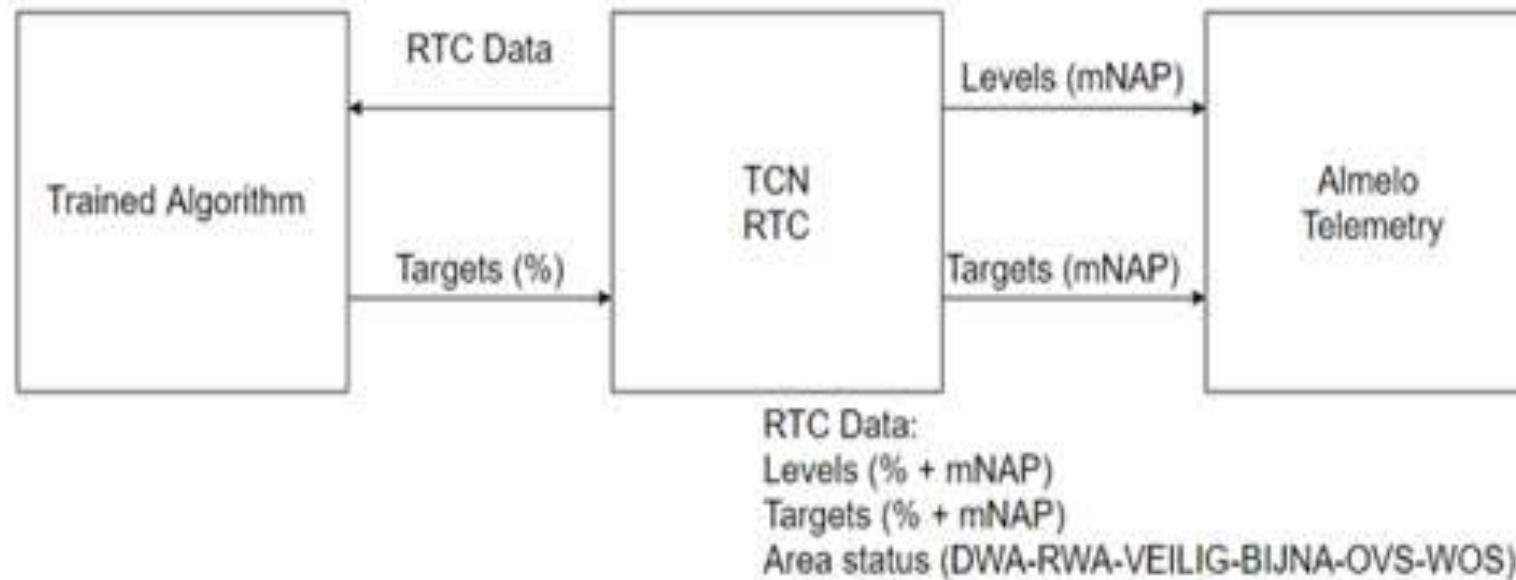 RTC Data
Levels (mNAP)
Trained Algorithm
TCN
RTC
Almelo
Telemetry
Targets (%)
Targets (mNAP)
RTC Data:
Levels (% + mNAP)
Targets (% + mNAP)
Area status (DWA-RWA-VEILIG-BIJNA-OVS-WOS)